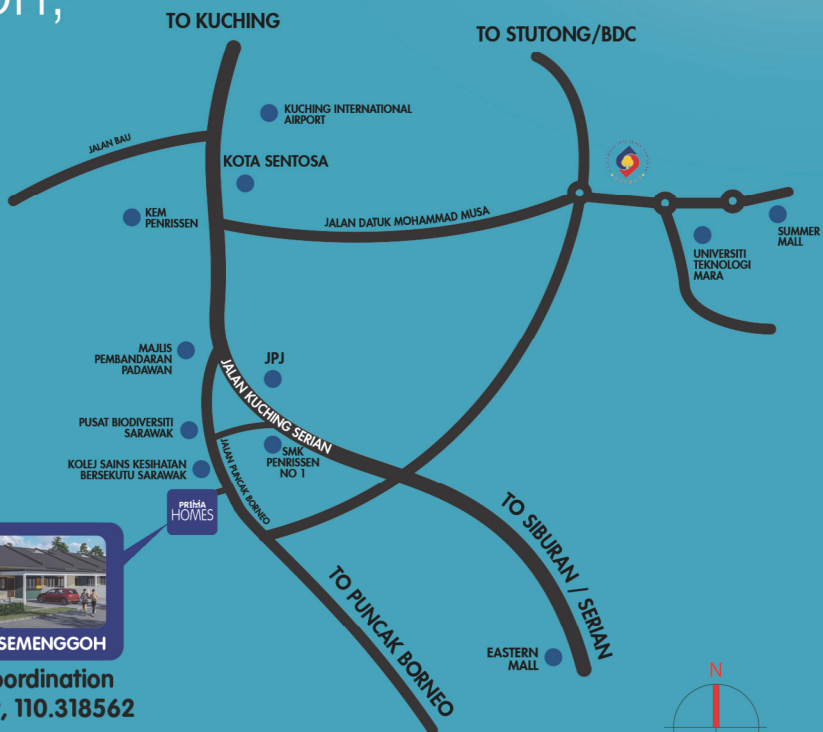 TO KUCHING
TO STUTONG/BDC
KUCHING INTERNATIONAL
AIRPORT
JALAN BAU
KOTA SENTOSA
KEM
PENRISSEN
JALAN DATUK MOHAMMAD MUSA
UNIVERSITI
TEKNOLOGI
MARA
SUMMER
MALL
MAJLIS
PEMBANDARAN
PADAWAN
JPJ
JALAN KUCHING SERIAN
PUSAT BIODIVERSITI
SARAWAK
SMK
PENRISSEN
NO 1
KOLEJ SAINS KESIHATAN
BERSEKUTU SARAWAK
JALAN PUNCAK BORNEO
PR1MA
HOMES
TO SIBURAN / SERIAN
TO PUNCAK BORNEO
SEMENGGOH
EASTERN
MALL
110.318562
N